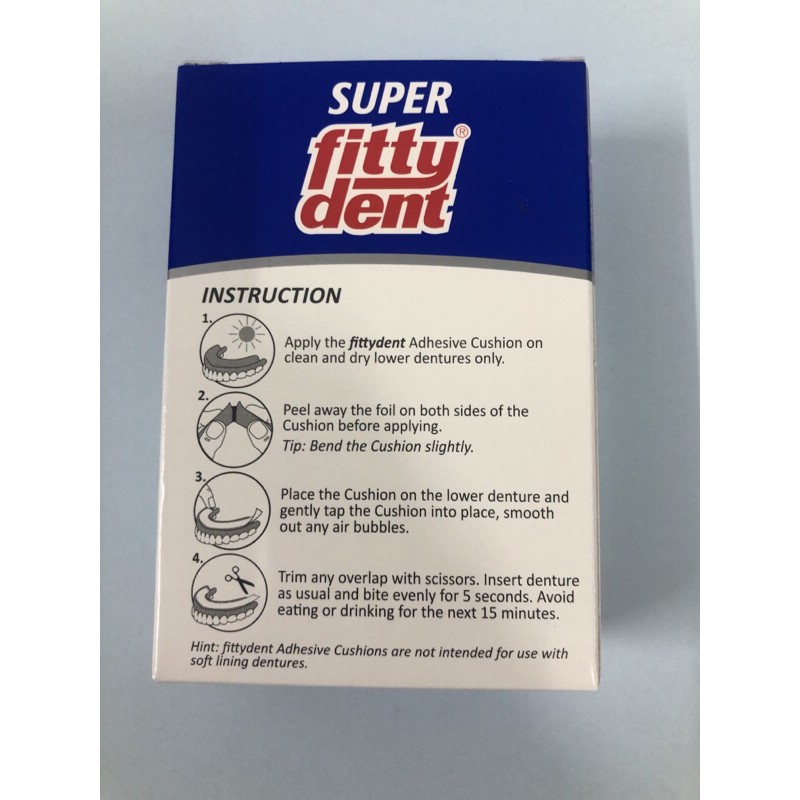 SUPER
fitty®
dent
INSTRUCTION
1.
Apply the fittydent Adhesive Cushion on
clean and dry lower dentures only.
2.
Peel away the foil on both sides of the
Cushion before applying.
Tip: Bend the Cushion slightly.
3.
Place the Cushion on the lower denture and
gently tap the Cushion into place, smooth
out any air bubbles.
4.
Trim any overlap with scissors. Insert denture
as usual and bite evenly for 5 seconds. Avoid
eating or drinking for the next 15 minutes.
Hint: fittydent Adhesive Cushions are not intended for use with
soft lining dentures.